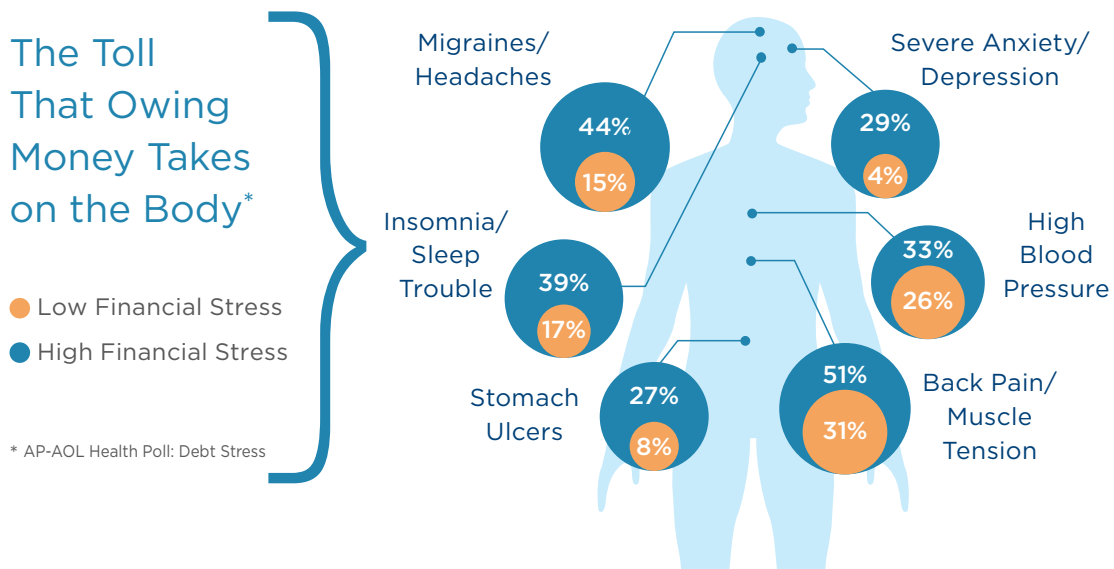 The Toll
That Owing
Money Takes
on the Body*
Low Financial Stress
High Financial Stress
* AP-AOL Health Poll: Debt Stress
Migraines/
Headaches
44%
15%
Severe Anxiety/
Depression
29%
4%
Insomnia/
Sleep
Trouble
39%
17%
High
Blood
Pressure
33%
26%
Stomach
Ulcers
27%
8%
Back Pain/
Muscle
Tension
51%
31%